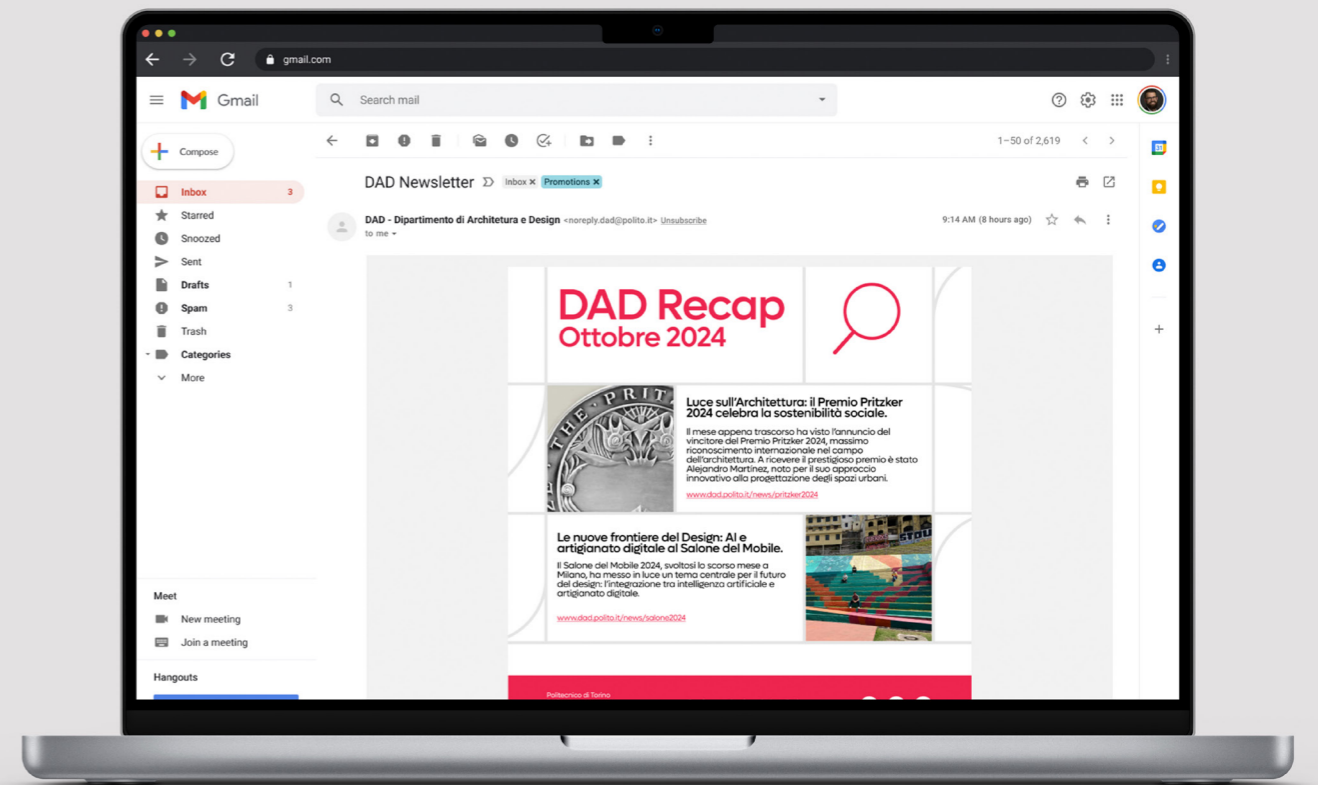 gmail.com
Gmail
Search mail
Compose
1–50 of 2,619
31
DAD Newsletter
Inbox ×
Promotions ×
Inbox 3
Starred
Snoozed
Sent
Drafts 1
Spam 3
Trash
Categories
More
DAD - Dipartimento di Architetura e Design <noreply.dad@polito.it> Unsubscribe
9:14 AM (8 hours ago)
to me
DAD Recap
Ottobre 2024
THE PRITZ
Luce sull'Architettura: il Premio Pritzker
2024 celebra la sostenibilità sociale.
Il mese appena trascorso ha visto l'annuncio del
vincitore del Premio Pritzker 2024, massimo
riconoscimento internazionale nel campo
dell'architettura. A ricevere il prestigioso premio è stato
Alejandro Martinez, noto per il suo approccio
innovativo alla progettazione degli spazi urbani.
www.dad.polito.it/news/pritzker2024
Le nuove frontiere del Design: AI e
artigianato digitale al Salone del Mobile.
Il Salone del Mobile 2024, svoltosi lo scorso mese a
Milano, ha messo in luce un tema centrale per il futuro
del design: l'integrazione tra intelligenza artificiale e
artigianato digitale.
www.dad.polito.it/news/salone2024
Politecnico di Torino
Meet
New meeting
Join a meeting
Hangouts